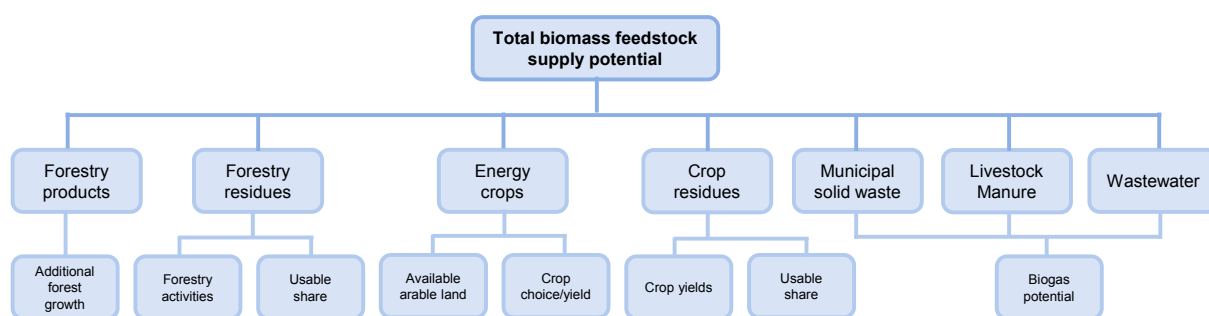 Total biomass feedstock
supply potential
Forestry
products
Forestry
residues
Energy
crops
Crop
residues
Municipal
solid waste
Livestock
Manure
Wastewater
Additional
forest
growth
Forestry
activities
Usable
share
Available
arable land
Crop
choice/yield
Crop yields
Usable
share
Biogas
potential